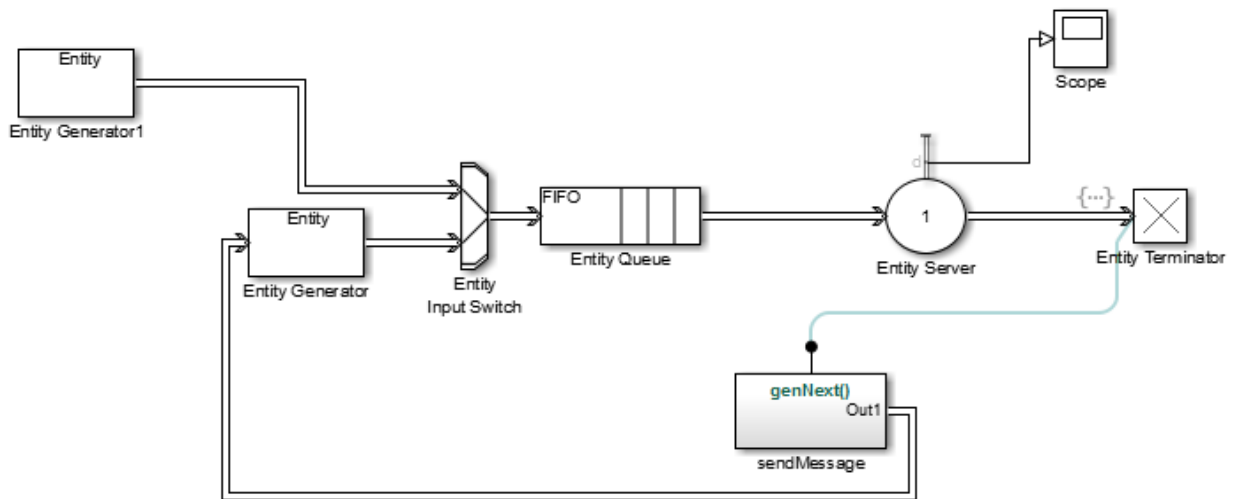 Entity
Entity Generator1
Scope
d
FIFO
Entity Queue
1
Entity Server
{...}
Entity Terminator
Entity
Entity Generator
Entity
Input Switch
genNext()
Out1
sendMessage